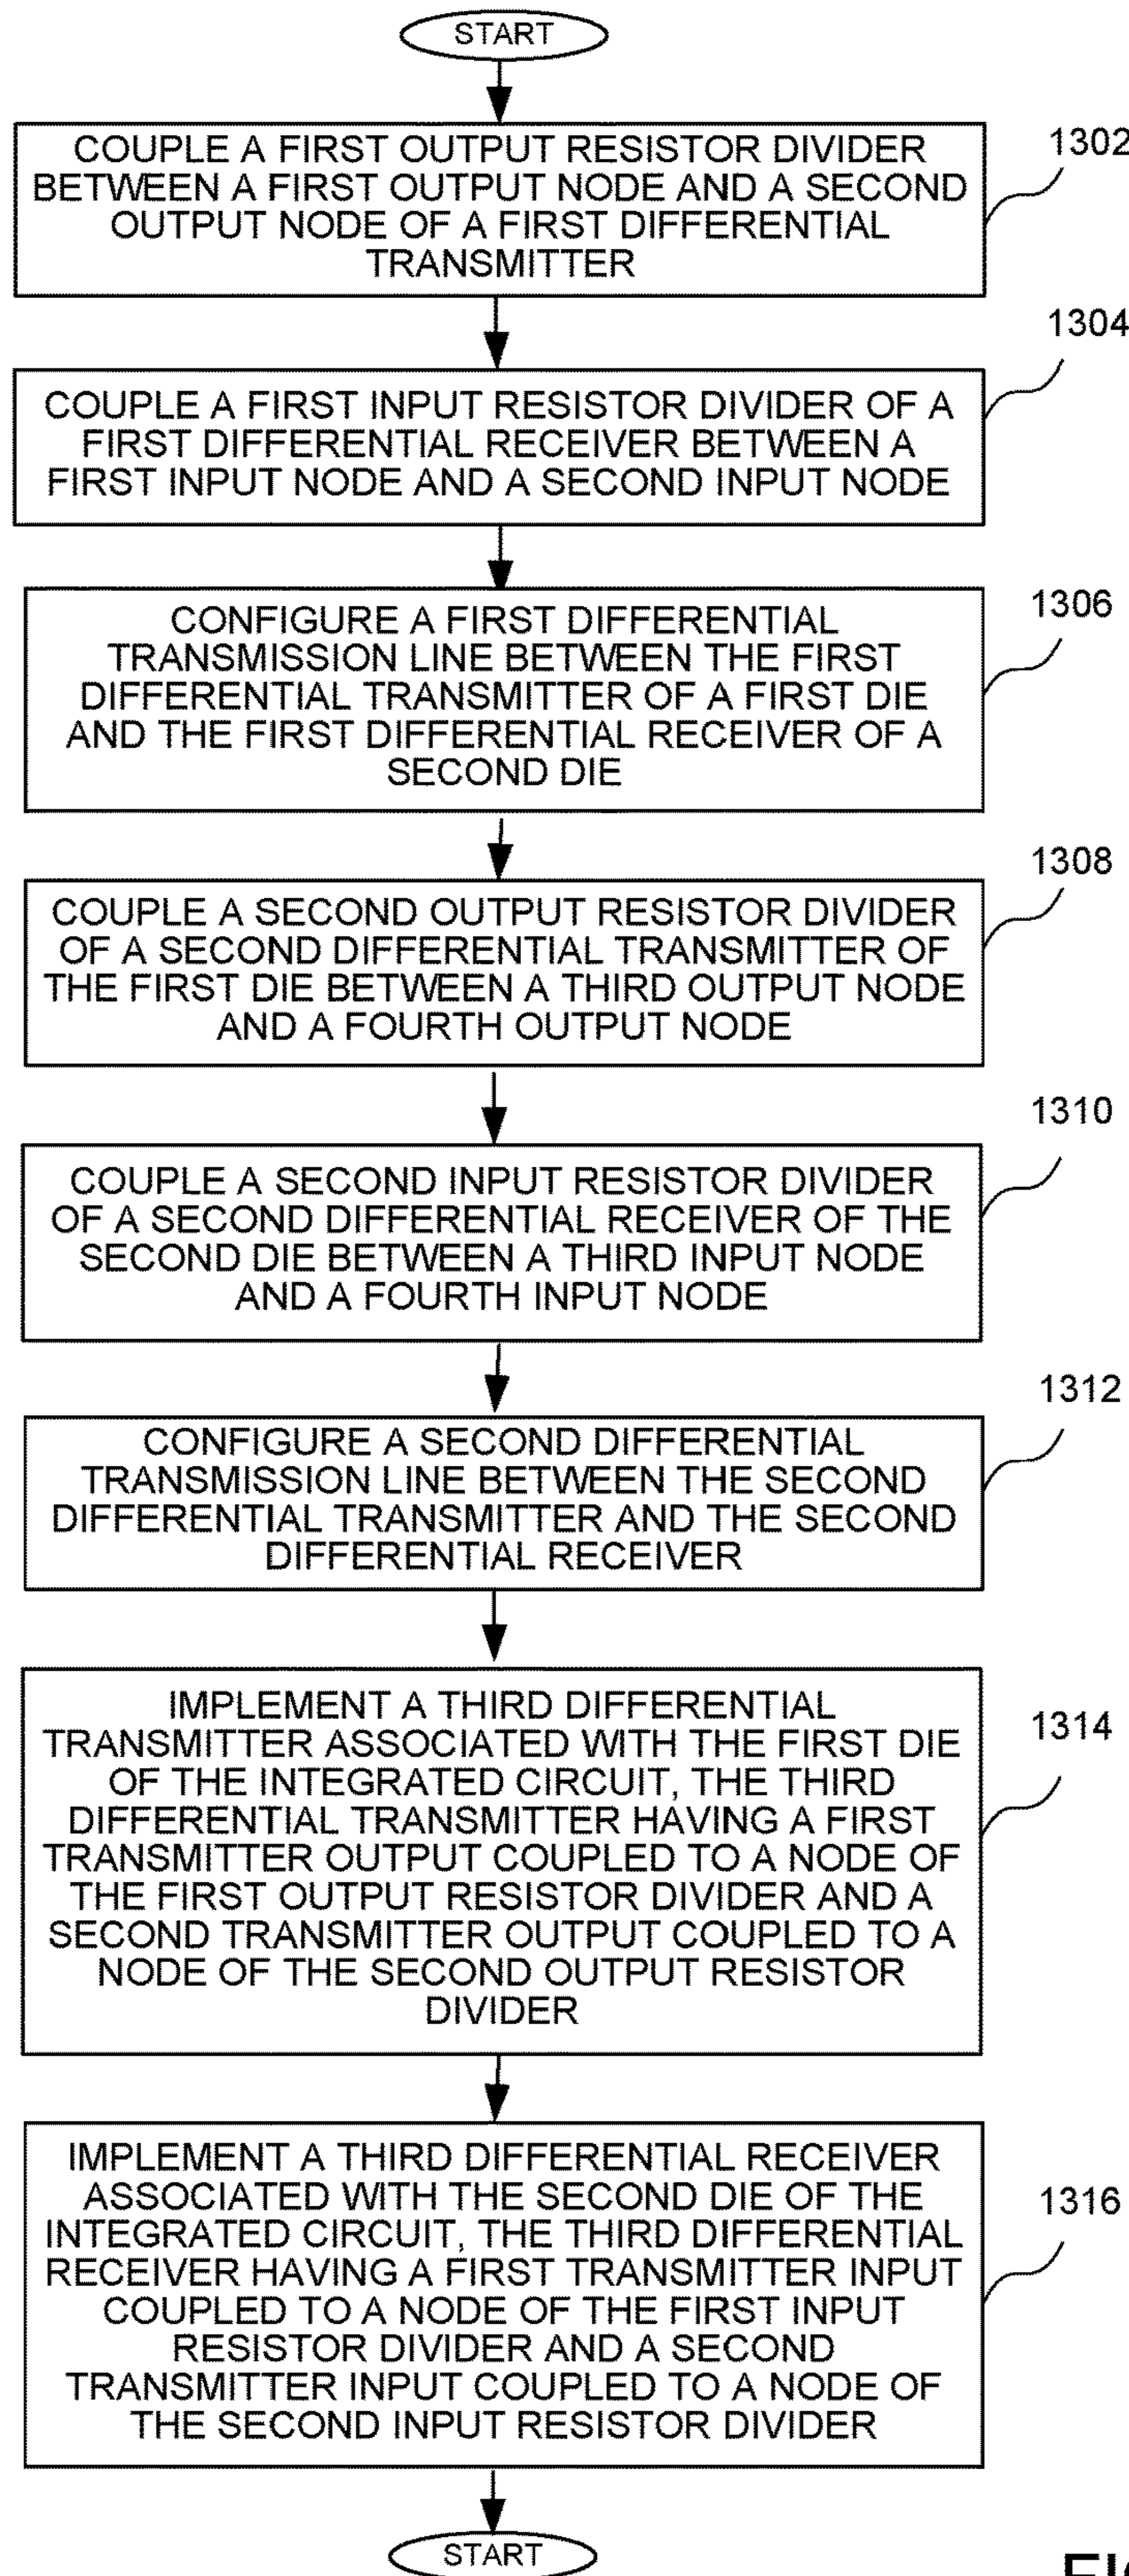 START
COUPLE A FIRST OUTPUT RESISTOR DIVIDER
BETWEEN A FIRST OUTPUT NODE AND A SECOND
OUTPUT NODE OF A FIRST DIFFERENTIAL
TRANSMITTER
1302
COUPLE A FIRST INPUT RESISTOR DIVIDER OF A
FIRST DIFFERENTIAL RECEIVER BETWEEN A
FIRST INPUT NODE AND A SECOND INPUT NODE
1304
CONFIGURE A FIRST DIFFERENTIAL
TRANSMISSION LINE BETWEEN THE FIRST
DIFFERENTIAL TRANSMITTER OF A FIRST DIE
AND THE FIRST DIFFERENTIAL RECEIVER OF A
SECOND DIE
1306
COUPLE A SECOND OUTPUT RESISTOR DIVIDER
OF A SECOND DIFFERENTIAL TRANSMITTER OF
THE FIRST DIE BETWEEN A THIRD OUTPUT NODE
AND A FOURTH OUTPUT NODE
1308
COUPLE A SECOND INPUT RESISTOR DIVIDER
OF A SECOND DIFFERENTIAL RECEIVER OF THE
SECOND DIE BETWEEN A THIRD INPUT NODE
AND A FOURTH INPUT NODE
1310
CONFIGURE A SECOND DIFFERENTIAL
TRANSMISSION LINE BETWEEN THE SECOND
DIFFERENTIAL TRANSMITTER AND THE SECOND
DIFFERENTIAL RECEIVER
1312
IMPLEMENT A THIRD DIFFERENTIAL
TRANSMITTER ASSOCIATED WITH THE FIRST DIE
OF THE INTEGRATED CIRCUIT, THE THIRD
DIFFERENTIAL TRANSMITTER HAVING A FIRST
TRANSMITTER OUTPUT COUPLED TO A NODE OF
THE FIRST OUTPUT RESISTOR DIVIDER AND A
SECOND TRANSMITTER OUTPUT COUPLED TO A
NODE OF THE SECOND OUTPUT RESISTOR
DIVIDER
1314
IMPLEMENT A THIRD DIFFERENTIAL RECEIVER
ASSOCIATED WITH THE SECOND DIE OF THE
INTEGRATED CIRCUIT, THE THIRD DIFFERENTIAL
RECEIVER HAVING A FIRST TRANSMITTER INPUT
COUPLED TO A NODE OF THE FIRST INPUT
RESISTOR DIVIDER AND A SECOND
TRANSMITTER INPUT COUPLED TO A NODE OF
THE SECOND INPUT RESISTOR DIVIDER
1316
START